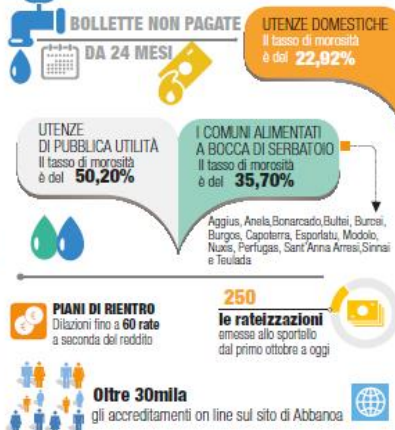 BOLLETTE NON PAGATE
DA 24 MESI
UTENZE DOMESTICHE
Il tasso di morosità
è del 22,92%
UTENZE
DI PUBBLICA UTILITÀ
Il tasso di morosità
è del 50,20%
I COMUNI ALIMENTATI
A BOCCA DI SERBATOIO
Il tasso di morosità
è del 35,70%
Aggius, Anela,Bonarcado,Bultei, Burcei,
Burgos, Capoterra, Esporlatu, Modolo,
Nuxis, Perfugas, Sant'Anna Arresi,Sinnai
e Teulada
PIANI DI RIENTRO
Dilazioni fino a 60 rate
a seconda del reddito
250
le rateizzazioni
emesse allo sportello
dal primo ottobre a oggi
Oltre 30mila
gli accreditamenti on line sul sito di Abbanoa